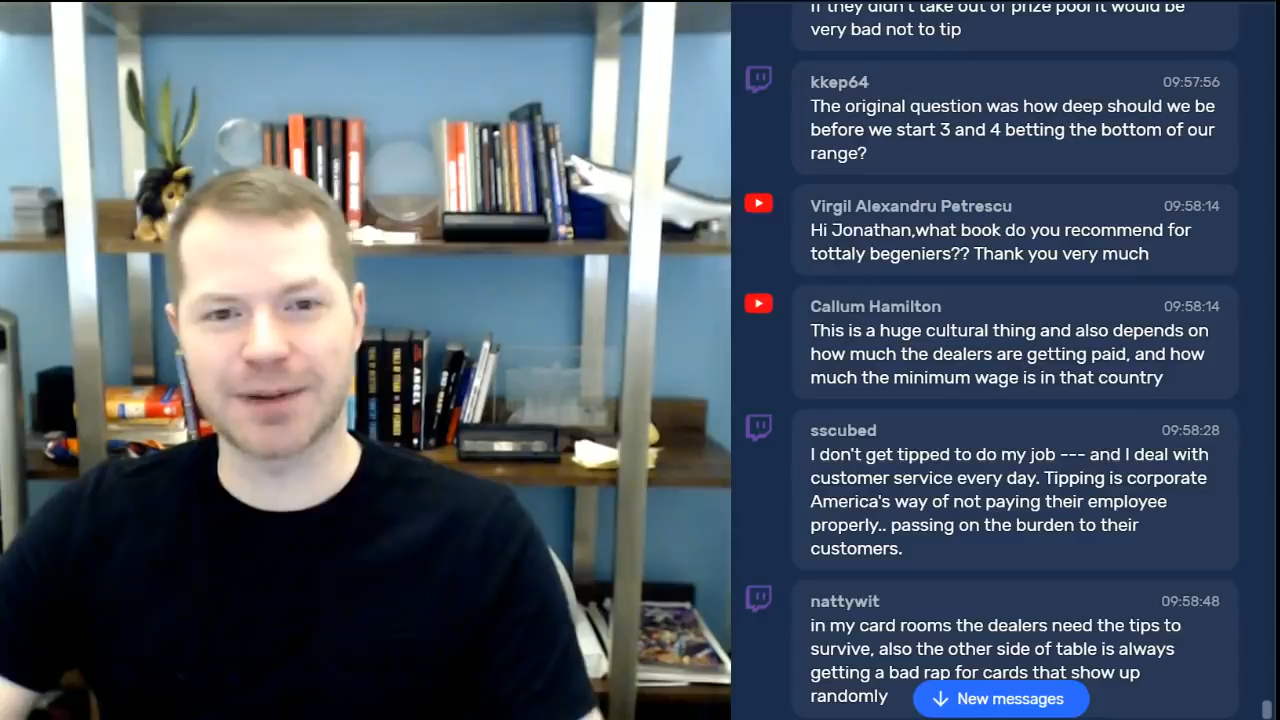 If they didn't take out of prize pool it would be
very bad not to tip
kkep64 09:57:56
The original question was how deep should we be
before we start 3 and 4 betting the bottom of our
range?
Virgil Alexandru Petrescu 09:58:14
Hi Jonathan,what book do you recommend for
tottaly begeniers?? Thank you very much
Callum Hamilton 09:58:14
This is a huge cultural thing and also depends on
how much the dealers are getting paid, and how
much the minimum wage is in that country
sscubed 09:58:28
I don't get tipped to do my job --- and I deal with
customer service every day. Tipping is corporate
America's way of not paying their employee
properly.. passing on the burden to their
customers.
nattywit 09:58:48
in my card rooms the dealers need the tips to
survive, also the other side of table is always
getting a bad rap for cards that show up
randomly
New messages